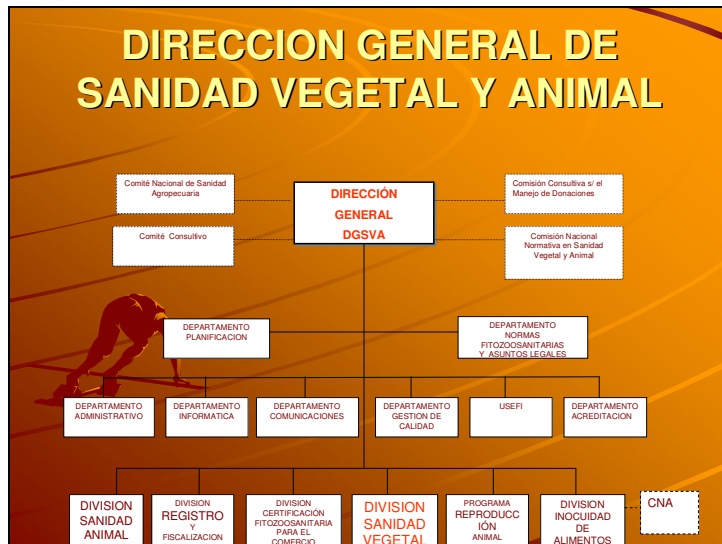 DIRECCION GENERAL DE
SANIDAD VEGETAL Y ANIMAL
Comité Nacional de Sanidad
Agropecuaria
DIRECCIÓN
GENERAL
DGSVA
Comisión Consultiva s/ el
Manejo de Donaciones
Comité Consultivo
Comisión Nacional
Normativa en Sanidad
Vegetal y Animal
DEPARTAMENTO
PLANIFICACION
DEPARTAMENTO
NORMAS
FITOZOOSANITARIAS
Y ASUNTOS LEGALES
DEPARTAMENTO
ADMINISTRATIVO
DEPARTAMENTO
INFORMATICA
DEPARTAMENTO
COMUNICACIONES
DEPARTAMENTO
GESTION DE
CALIDAD
USEFI
DEPARTAMENTO
ACREDITACION
DIVISION
SANIDAD
ANIMAL
DIVISION
REGISTRO
Y
FISCALIZACION
DIVISION
CERTIFICACIÓN
FITOZOOSANITARIA
PARA EL
COMERCIO
DIVISION
SANIDAD
VEGETAL
PROGRAMA
REPRODUCC
IÓN
ANIMAL
DIVISION
INOCUIDAD
DE
ALIMENTOS
CNA